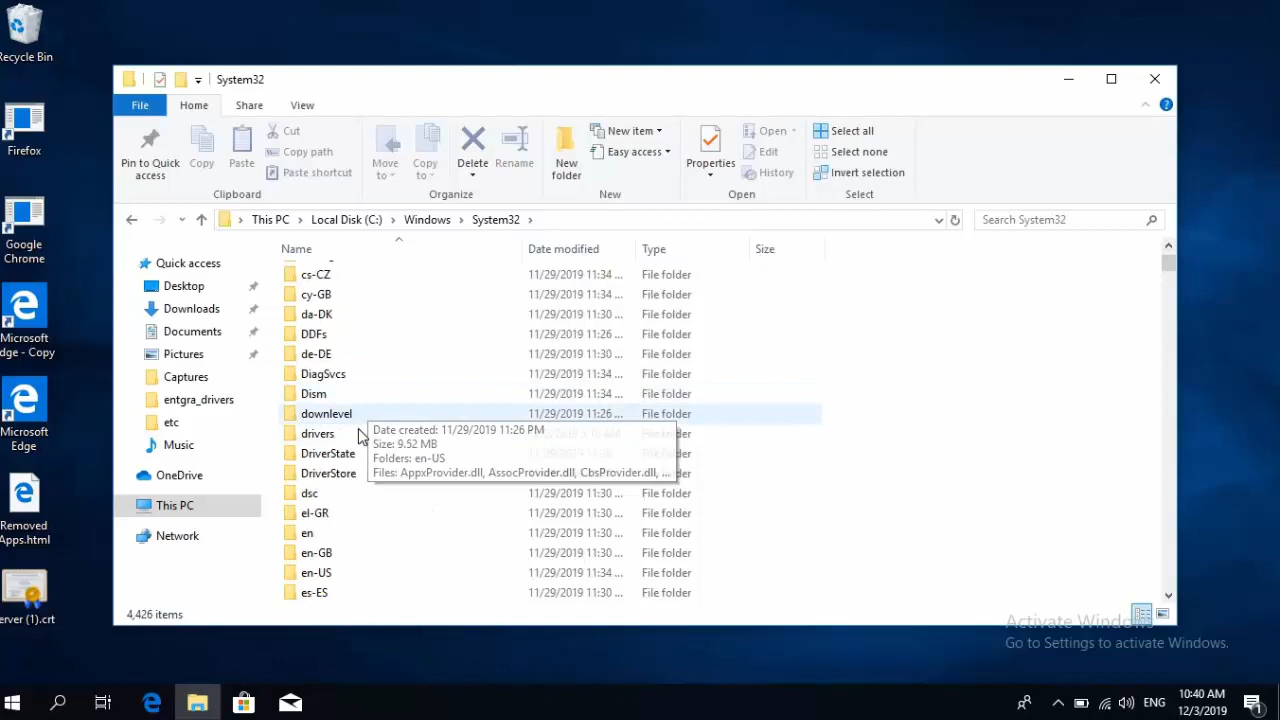 Recycle Bin
Firefox
Google
Chrome
Microsoft
Edge - Copy
Microsoft
Edge
Removed
Apps.html
erver (1).crt
System32
File
Home
Share
View
Pin to Quick
access
Copy
Paste
Cut
Copy path
Paste shortcut
Clipboard
Move
to
Copy
to
Delete
Rename
Organize
New
folder
New item
Easy access
New
Properties
Open
Edit
History
Open
Select all
Select none
Invert selection
Select
This PC
Local Disk (C:)
Windows
System32
Search System32
Name
Date modified
Type
Size
Quick access
Desktop
Downloads
Documents
Pictures
Captures
entgra_drivers
etc
Music
OneDrive
This PC
Network
cs-CZ 11/29/2019 11:34 ... File folder
cy-GB 11/29/2019 11:34 ... File folder
da-DK 11/29/2019 11:34 ... File folder
DDFs 11/29/2019 11:26 ... File folder
de-DE 11/29/2019 11:30 ... File folder
DiagSvcs 11/29/2019 11:34 ... File folder
Dism 11/29/2019 11:34 ... File folder
downlevel 11/29/2019 11:26 ... File folder
drivers
DriverState
DriverStore
Date created: 11/29/2019 11:26 PM
Size: 9.52 MB
Folders: en-US
Files: AppxProvider.dll, AssocProvider.dll, CbsProvider.dll, ...
dsc 11/29/2019 11:30 ... File folder
el-GR 11/29/2019 11:30 ... File folder
en 11/29/2019 11:30 ... File folder
en-GB 11/29/2019 11:30 ... File folder
en-US 11/29/2019 11:34 ... File folder
es-ES 11/29/2019 11:30 ... File folder
4,426 items
Activate Windows
Go to Settings to activate Windows.
ENG
10:40 AM
12/3/2019
1